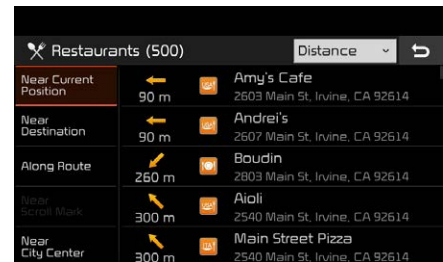 Restaurants (500)
Distance
Near Current
Position
90 m
Amy's Cafe
2603 Main St, Irvine, CA 92614
Near
Destination
90 m
Andrei's
2607 Main St, Irvine, CA 92614
Along Route
260 m
Boudin
2803 Main St, Irvine, CA 92614
Near
Scroll Mark
300 m
Aioli
2540 Main St, Irvine, CA 92614
Near
City Center
300 m
Main Street Pizza
2540 Main St, Irvine, CA 92614